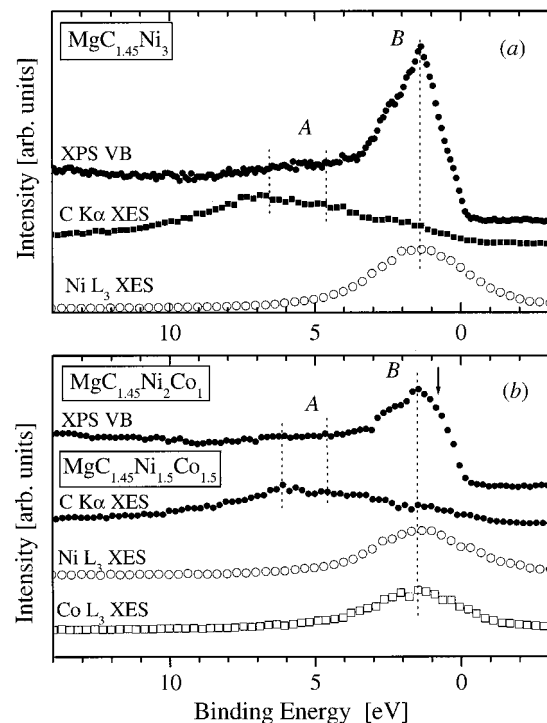 MgC1.45Ni3
B
(a)
A
XPS VB
C Kα XES
Ni L3 XES
Intensity [arb. units]
10 5 0
MgC1.45Ni2Co1
B
(b)
A
XPS VB
MgC1.45Ni1.5Co1.5
C Kα XES
Ni L3 XES
Co L3 XES
Intensity [arb. units]
10 5 0
Binding Energy [eV]